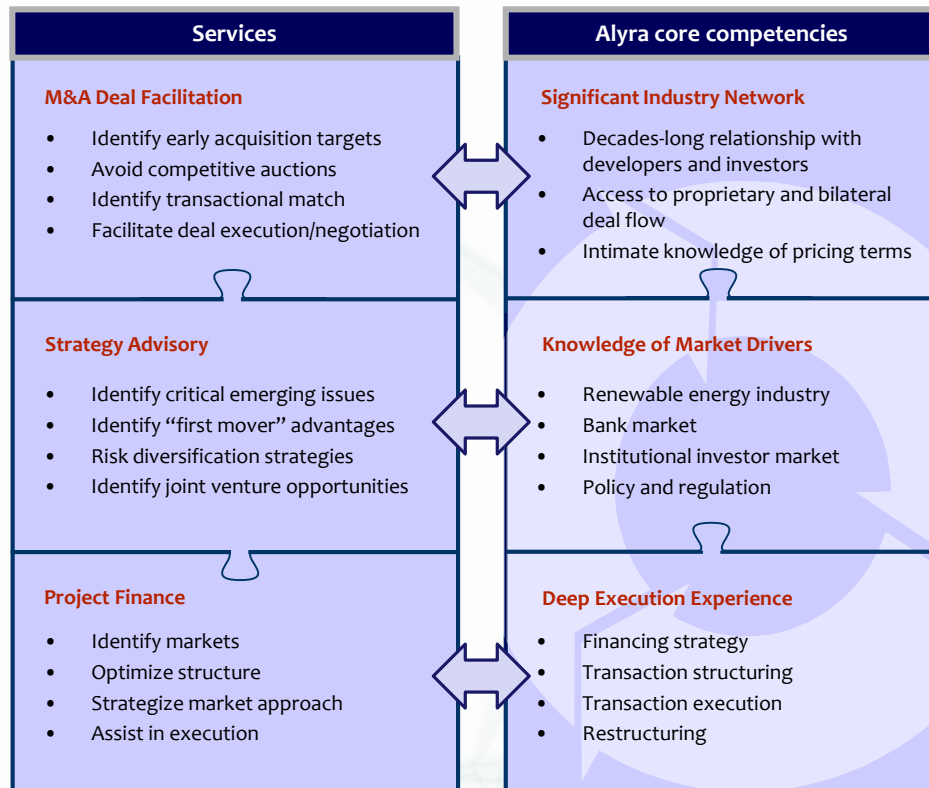 Services
M&A Deal Facilitation
• Identify early acquisition targets
• Avoid competitive auctions
• Identify transactional match
• Facilitate deal execution/negotiation
Strategy Advisory
• Identify critical emerging issues
• Identify “first mover” advantages
• Risk diversification strategies
• Identify joint venture opportunities
Project Finance
• Identify markets
• Optimize structure
• Strategize market approach
• Assist in execution
Alyra core competencies
Significant Industry Network
• Decades-long relationship with
developers and investors
• Access to proprietary and bilateral
deal flow
• Intimate knowledge of pricing terms
Knowledge of Market Drivers
• Renewable energy industry
• Bank market
• Institutional investor market
• Policy and regulation
Deep Execution Experience
• Financing strategy
• Transaction structuring
• Transaction execution
• Restructuring